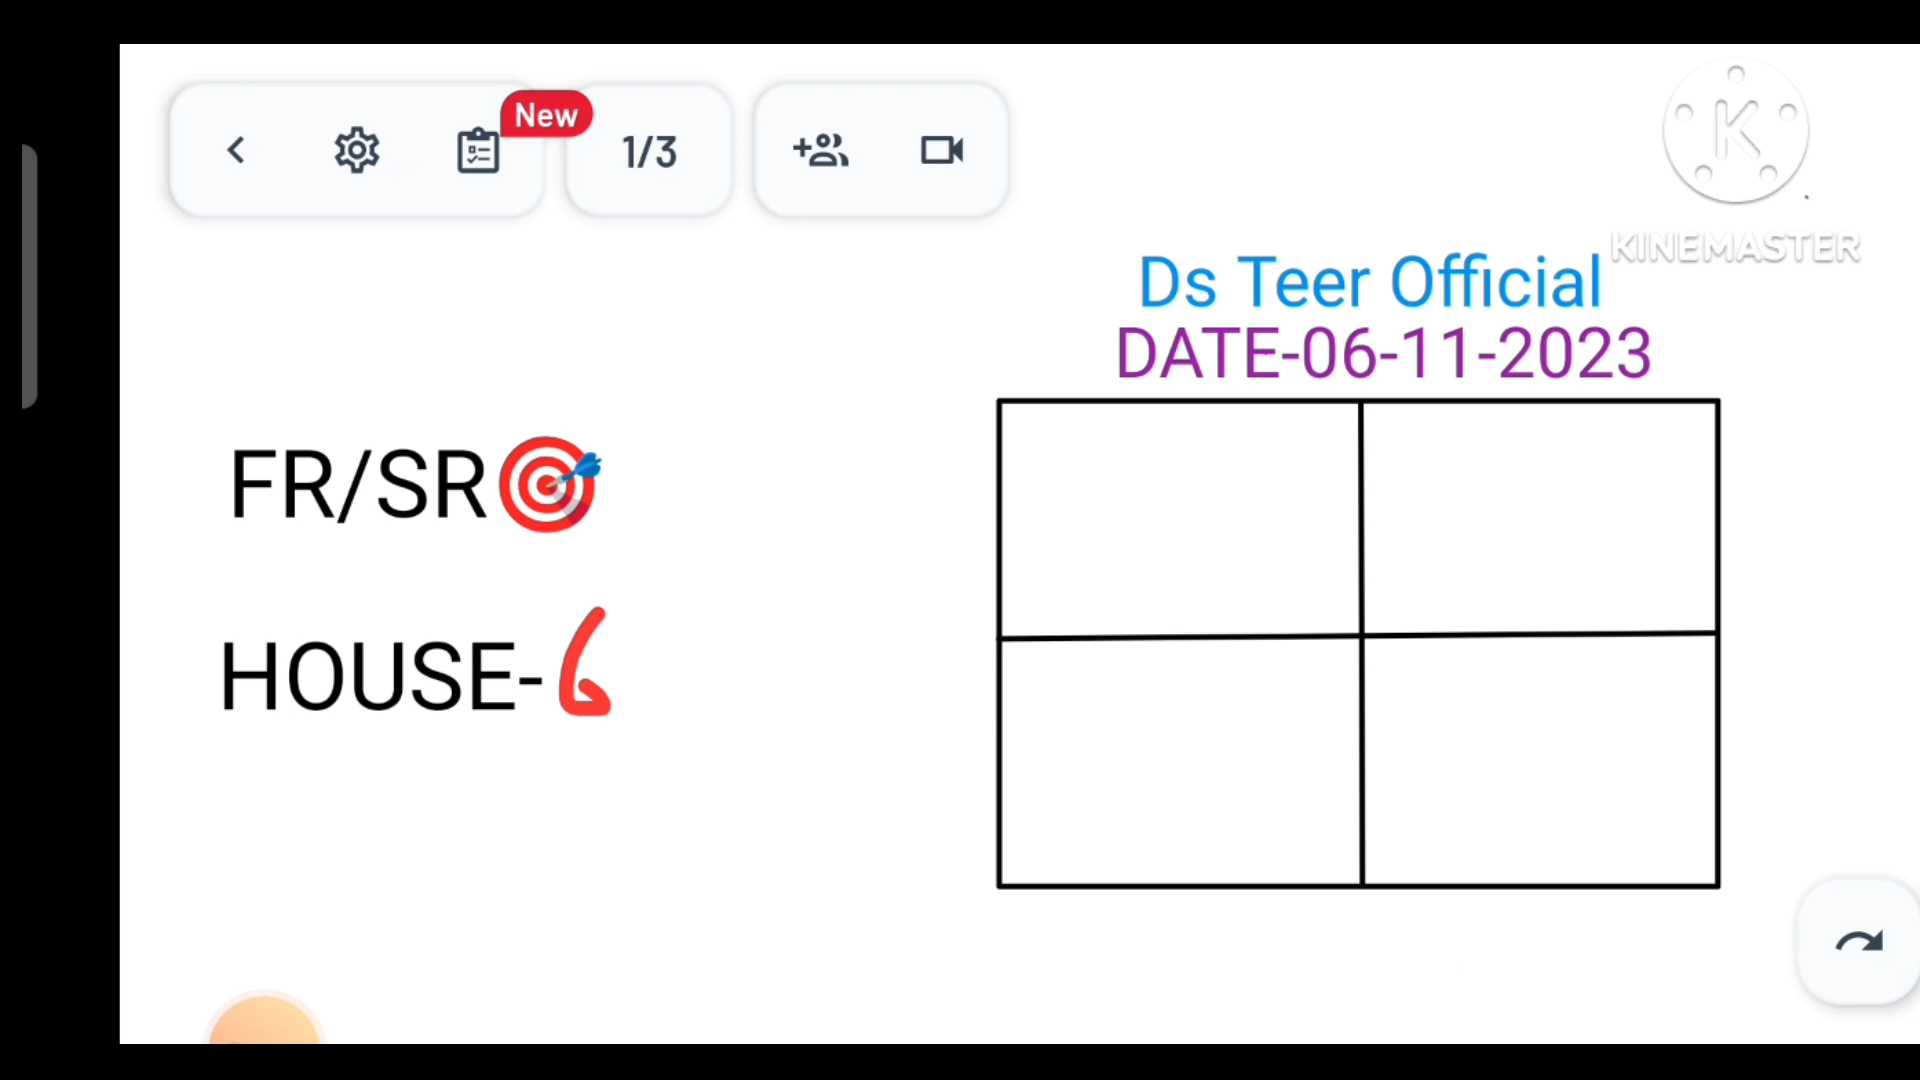 New
1/3
K
KINEMASTER
Ds Teer Official
DATE-06-11-2023
FR/SR🎯
HOUSE-6